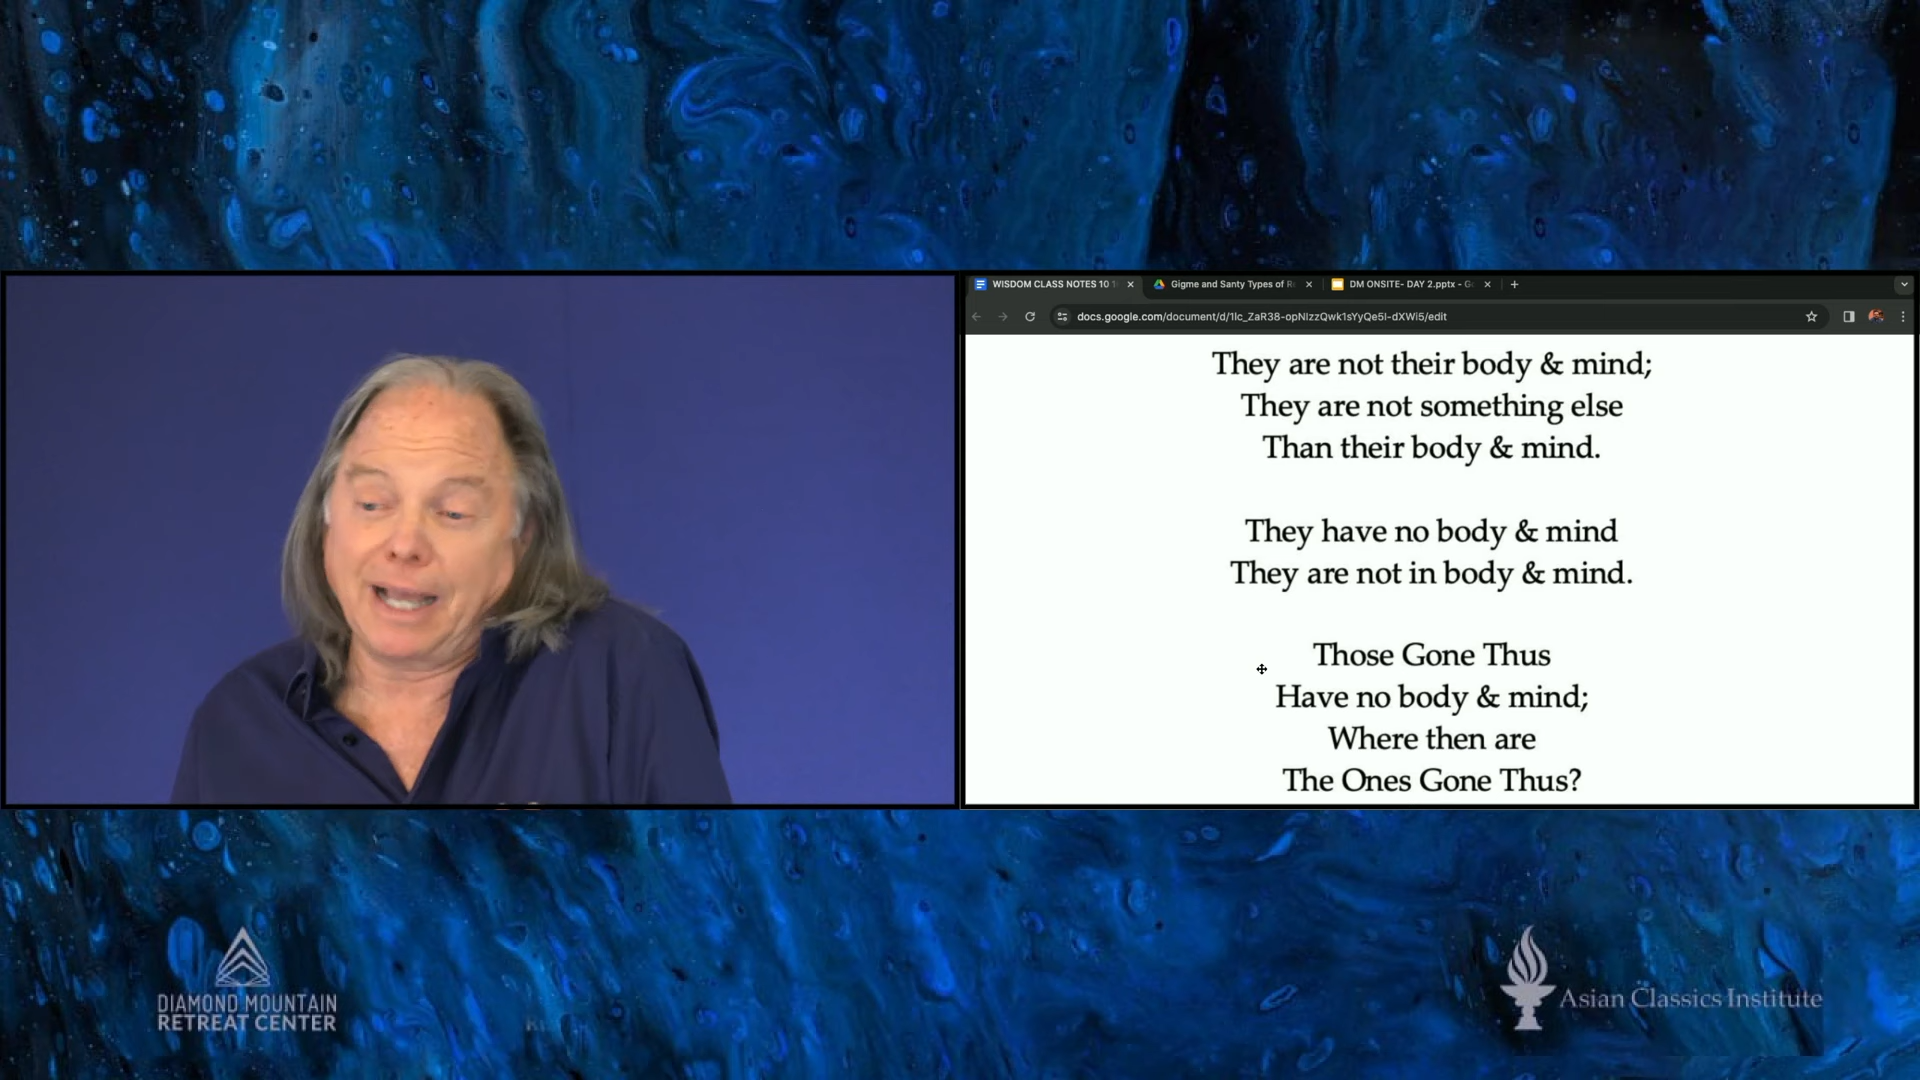 WISDOM CLASS NOTES 10
Gigme and Santy Types of
DM ONSITE- DAY 2.pptx - G
docs.google.com/document/d/1lc_ZaR38-opNIzzQwk1sYyQe5I-dXWi5/edit
They are not their body & mind;
They are not something else
Than their body & mind.
They have no body & mind
They are not in body & mind.
Those Gone Thus
Have no body & mind;
Where then are
The Ones Gone Thus?
DIAMOND MOUNTAIN
RETREAT CENTER
Asian Classics Institute